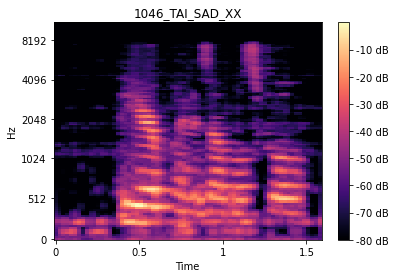 1046_TAI_SAD_XX
8192
4096
2048
1024
512
0
Hz
0
0.5
1
1.5
Time
-10 dB
-20 dB
-30 dB
-40 dB
-50 dB
-60 dB
-70 dB
-80 dB